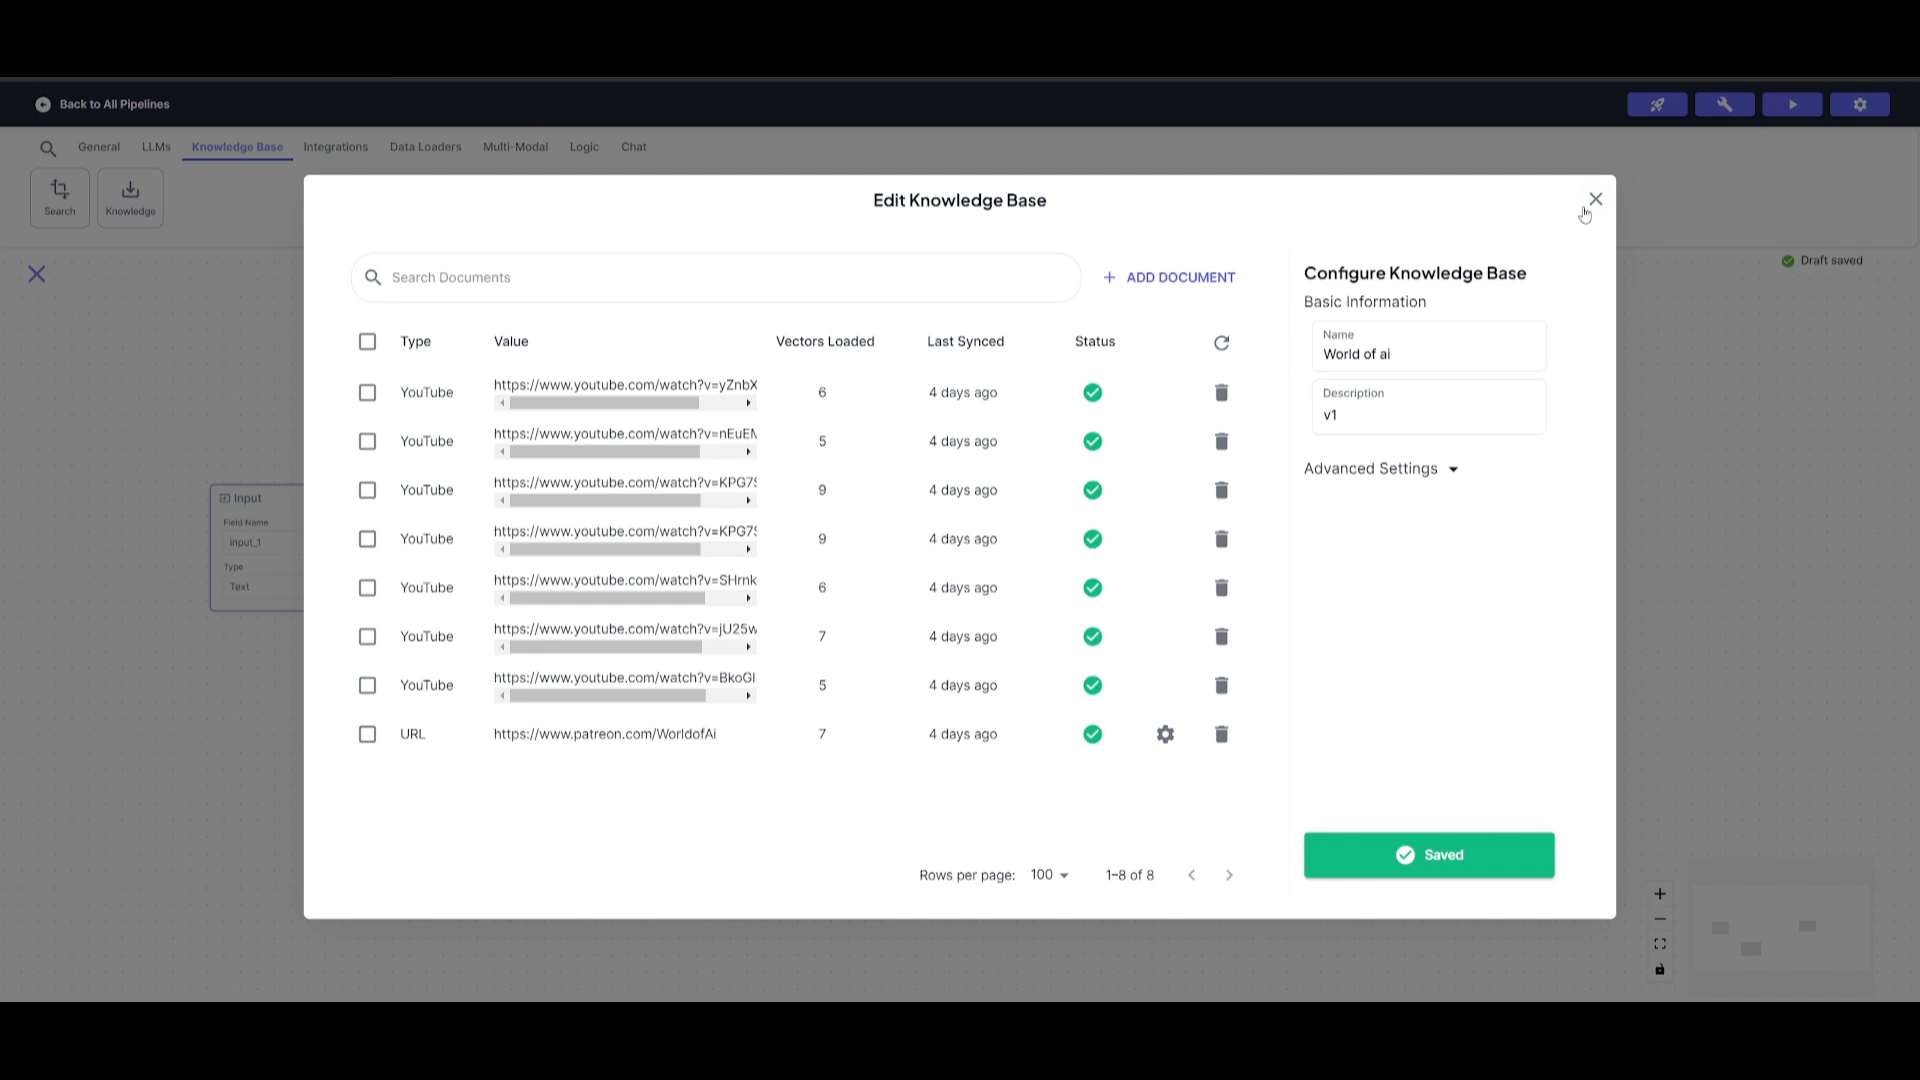 Back to All Pipelines
General LLMs Knowledge Base Integrations Data Loaders Multi-Modal Logic Chat
Search Knowledge
Edit Knowledge Base
Draft saved
Search Documents
+ ADD DOCUMENT
Configure Knowledge Base
Basic Information
Name
World of ai
Description
v1
Advanced Settings
Type Value Vectors Loaded Last Synced Status
YouTube https://www.youtube.com/watch?v=yZnbX 6 4 days ago
YouTube https://www.youtube.com/watch?v=nEuEN 5 4 days ago
YouTube https://www.youtube.com/watch?v=KPG7S 9 4 days ago
YouTube https://www.youtube.com/watch?v=KPG7S 9 4 days ago
YouTube https://www.youtube.com/watch?v=SHrnk 6 4 days ago
YouTube https://www.youtube.com/watch?v=jU25w 7 4 days ago
YouTube https://www.youtube.com/watch?v=BkoGI 5 4 days ago
URL https://www.patreon.com/WorldofAi 7 4 days ago
Input
Field Name
input_1
Type
Text
Saved
Rows per page: 100 1-8 of 8